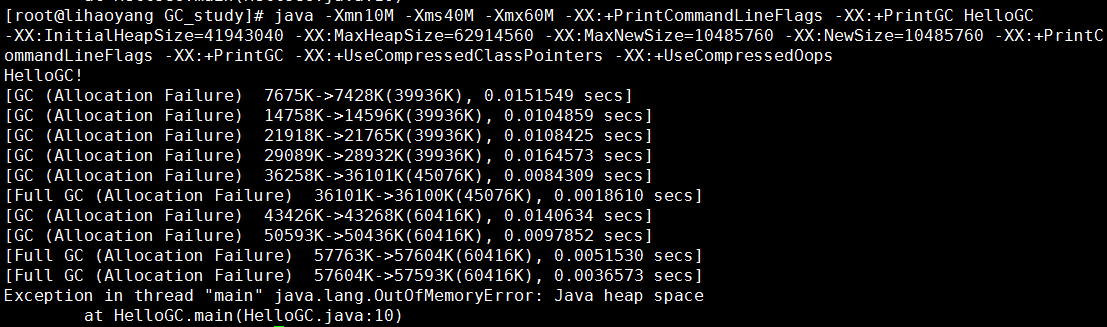 [root@lihaoyang GC_study]# java -Xmn10M -Xms40M -Xmx60M -XX:+PrintCommandLineFlags -XX:+PrintGC HelloGC
-XX:InitialHeapSize=41943040 -XX:MaxHeapSize=62914560 -XX:MaxNewSize=10485760 -XX:NewSize=10485760 -XX:+PrintC
ommandLineFlags -XX:+PrintGC -XX:+UseCompressedClassPointers -XX:+UseCompressedOops
HelloGC!
[GC (Allocation Failure)  7675K->7428K(39936K), 0.0151549 secs]
[GC (Allocation Failure)  14758K->14596K(39936K), 0.0104859 secs]
[GC (Allocation Failure)  21918K->21765K(39936K), 0.0108425 secs]
[GC (Allocation Failure)  29089K->28932K(39936K), 0.0164573 secs]
[GC (Allocation Failure)  36258K->36101K(45076K), 0.0084309 secs]
[Full GC (Allocation Failure)  36101K->36100K(45076K), 0.0018610 secs]
[GC (Allocation Failure)  43426K->43268K(60416K), 0.0140634 secs]
[GC (Allocation Failure)  50593K->50436K(60416K), 0.0097852 secs]
[Full GC (Allocation Failure)  57763K->57604K(60416K), 0.0051530 secs]
[Full GC (Allocation Failure)  57604K->57593K(60416K), 0.0036573 secs]
Exception in thread "main" java.lang.OutOfMemoryError: Java heap space
        at HelloGC.main(HelloGC.java:10)